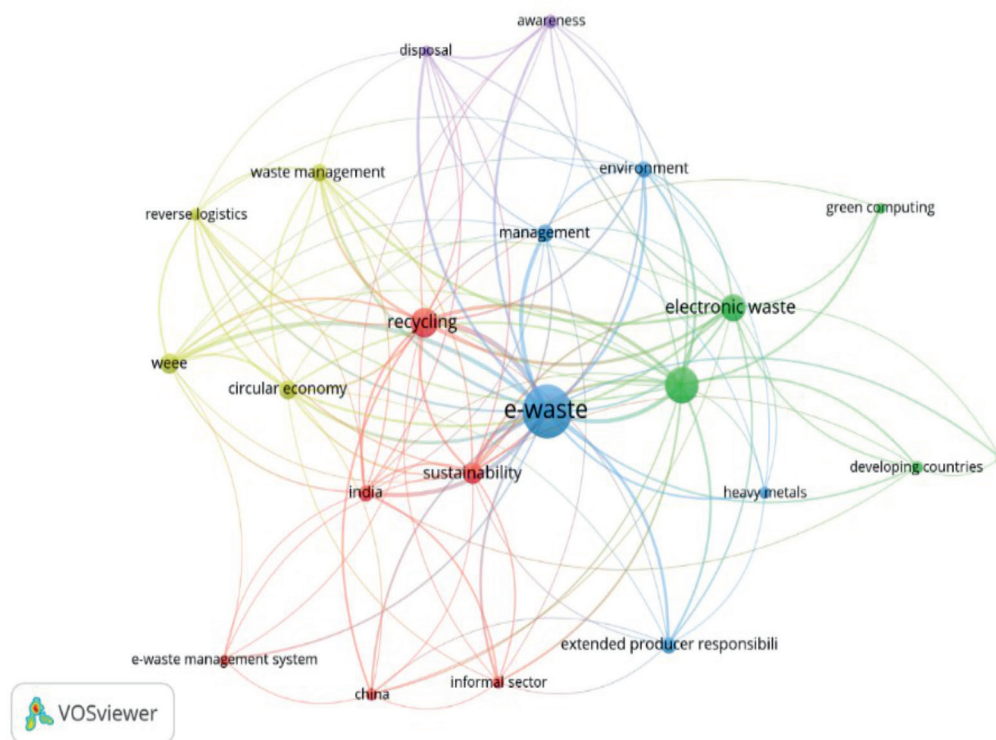 awareness
disposal
environment
waste management
green computing
reverse logistics
management
electronic waste
recycling
weee
circular economy
e-waste
developing countries
sustainability
india
heavy metals
extended producer responsibili
e-waste management system
informal sector
china
VOSviewer